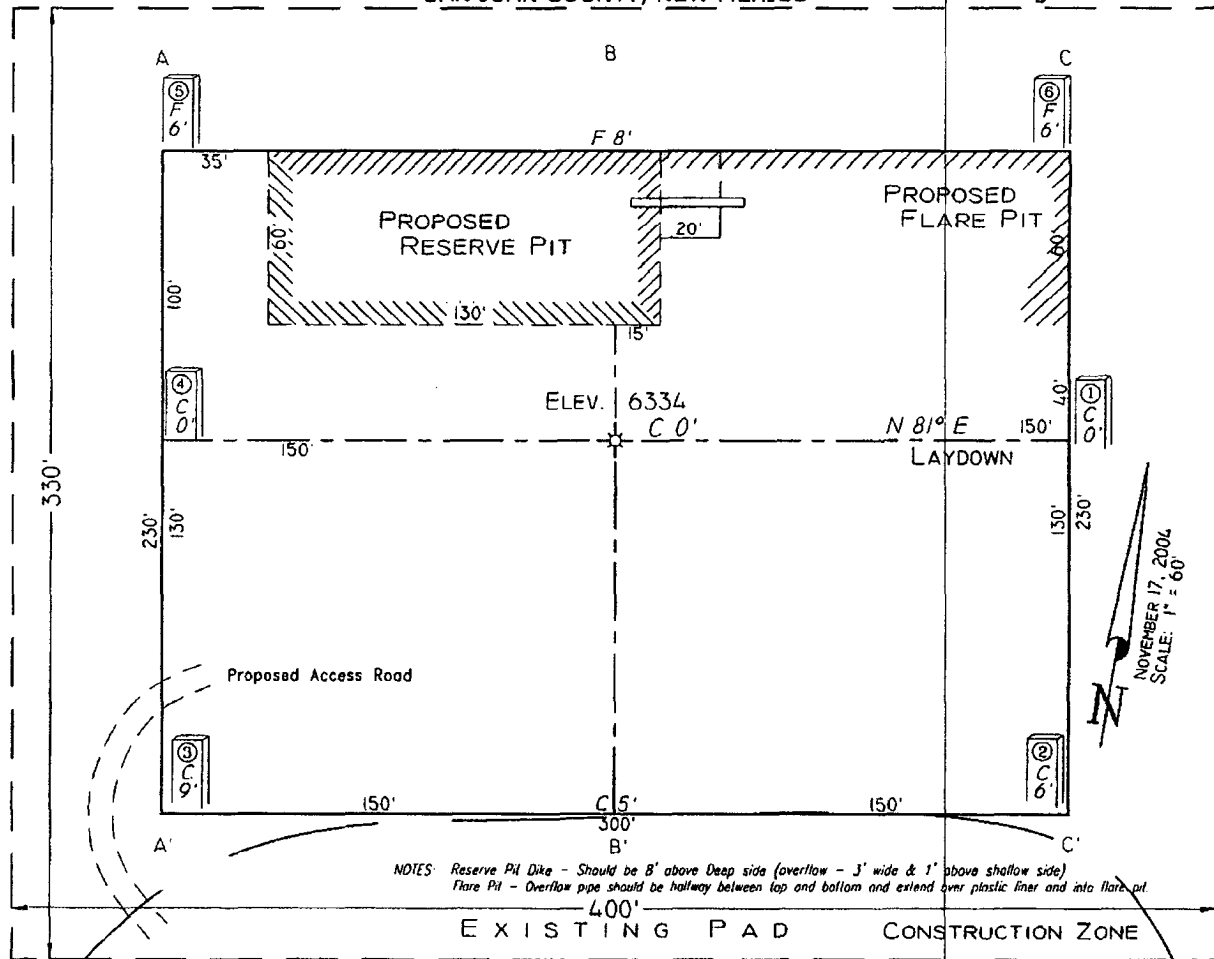 A
B
C
⑤
F
6'
⑥
F
6'
F 8'
35'
PROPOSED
RESERVE PIT
60'
20'
PROPOSED
FLARE PIT
60'
100'
130'
15'
④
C
0'
ELEV. 6334
C 0'
40'
①
C
0'
N 81° E
150'
150'
LAYDOWN
330'
230'
130'
130'
230'
NOVEMBER 17, 2004
SCALE: 1" = 60'
N
Proposed Access Road
③
C
9'
②
C
6'
150'
C 5'
150'
300'
A'
B'
C'
NOTES: Reserve Pit Dike - Should be 8' above Deep side (overflow - 3' wide & 1' above shallow side)
Flare Pit - Overflow pipe should be halfway between top and bottom and extend over plastic liner and into flare pit.
400'
EXISTING PAD
CONSTRUCTION ZONE